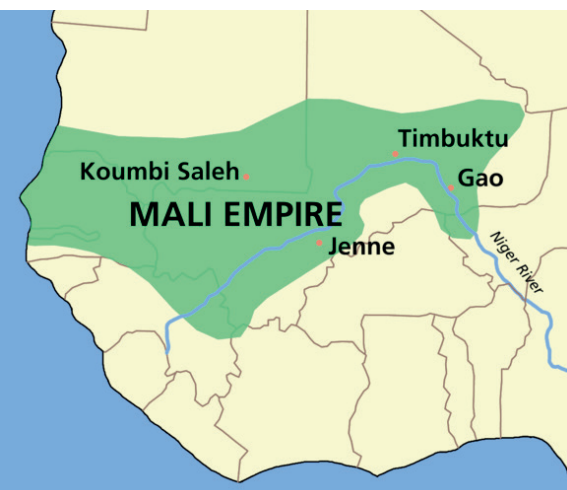 Timbuktu
Koumbi Saleh
Gao
MALI EMPIRE
Jenne
Niger River